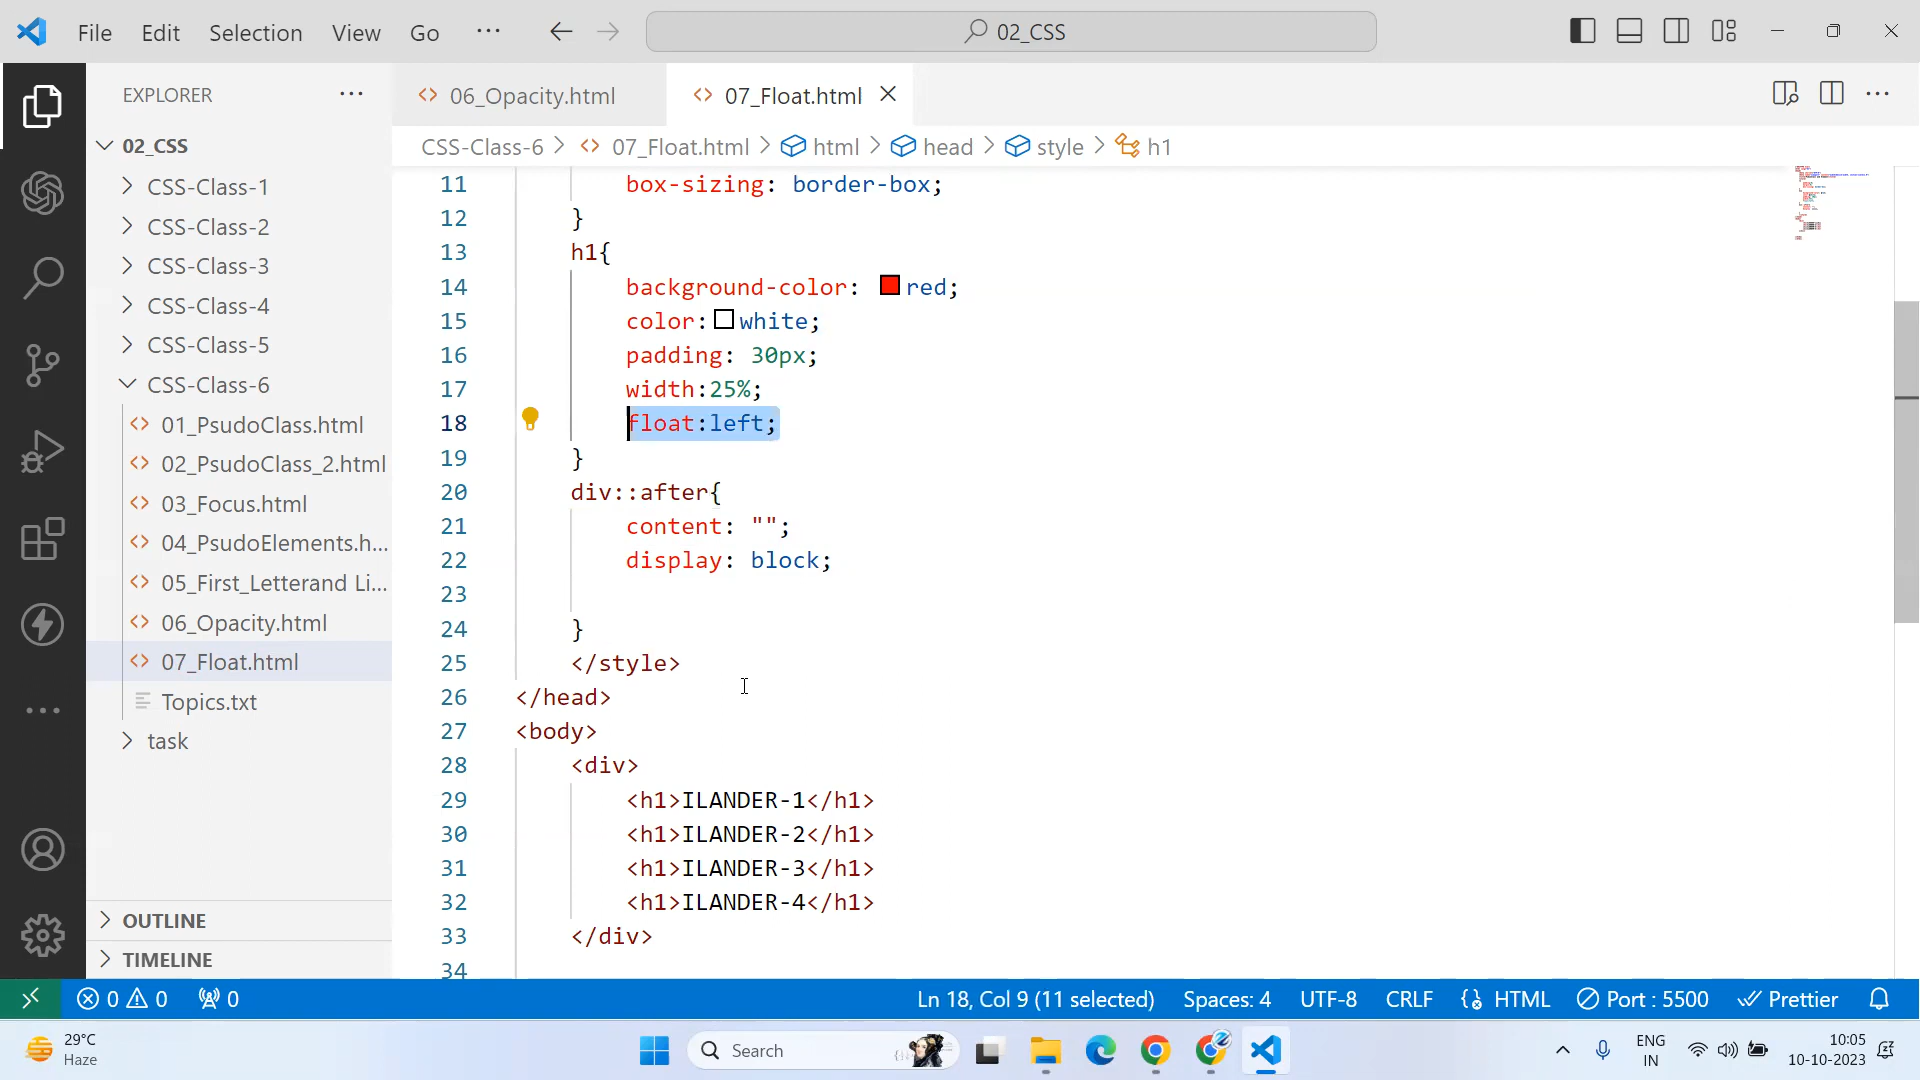 File Edit Selection View Go ··· 02_CSS
EXPLORER ···
06_Opacity.html 07_Float.html
CSS-Class-6 > 07_Float.html > html > head > style > h1
02_CSS
CSS-Class-1
CSS-Class-2
CSS-Class-3
CSS-Class-4
CSS-Class-5
CSS-Class-6
01_PsudoClass.html
02_PsudoClass_2.html
03_Focus.html
04_PsudoElements.h...
05_First_Letterand Li...
06_Opacity.html
07_Float.html
Topics.txt
task
OUTLINE
TIMELINE
11 box-sizing: border-box;
12 }
13 h1{
14 background-color: red;
15 color: white;
16 padding: 30px;
17 width:25%;
18 float:left;
19 }
20 div::after{
21 content: "";
22 display: block;
23
24 }
25 </style>
26 </head>
27 <body>
28 <div>
29 <h1>ILANDER-1</h1>
30 <h1>ILANDER-2</h1>
31 <h1>ILANDER-3</h1>
32 <h1>ILANDER-4</h1>
33 </div>
34
0 0 0 Ln 18, Col 9 (11 selected) Spaces: 4 UTF-8 CRLF HTML Port : 5500 Prettier
29°C
Haze
Search
ENG
IN
10:05
10-10-2023